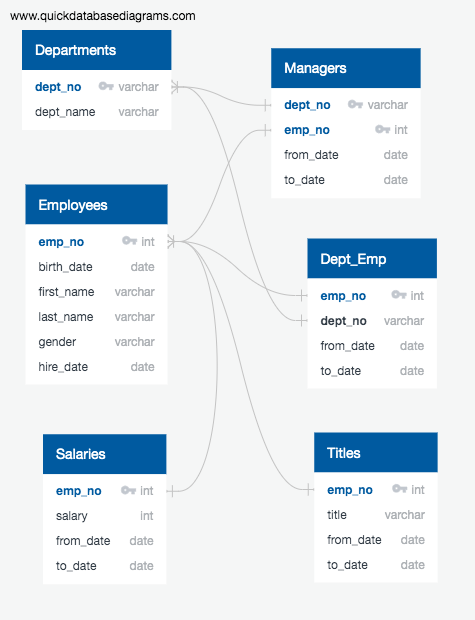 www.quickdatabasediagrams.com
Departments
dept_no varchar
dept_name varchar
Managers
dept_no varchar
emp_no int
from_date date
to_date date
Employees
emp_no int
birth_date date
first_name varchar
last_name varchar
gender varchar
hire_date date
Dept_Emp
emp_no int
dept_no varchar
from_date date
to_date date
Salaries
emp_no int
salary int
from_date date
to_date date
Titles
emp_no int
title varchar
from_date date
to_date date